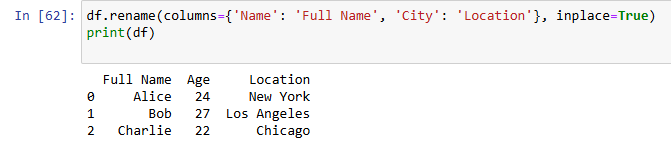 In [62]: df.rename(columns={'Name': 'Full Name', 'City': 'Location'}, inplace=True)
print(df)
Full Name Age Location
0 Alice 24 New York
1 Bob 27 Los Angeles
2 Charlie 22 Chicago